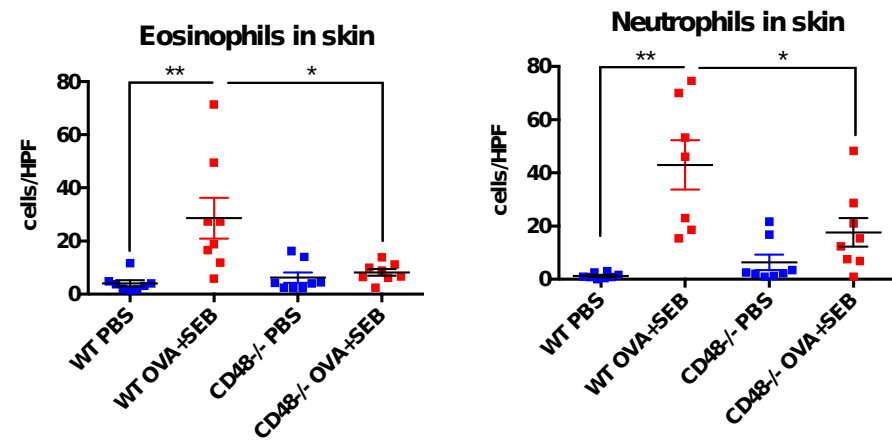 Eosinophils in skin
** *
cells/HPF
80
60
40
20
0
WT PBS
WT OVA+SEB
CD48-/- PBS
CD48-/- OVA+SEB
Neutrophils in skin
** *
cells/HPF
80
60
40
20
0
WT PBS
WT OVA+SEB
CD48-/- PBS
CD48-/- OVA+SEB